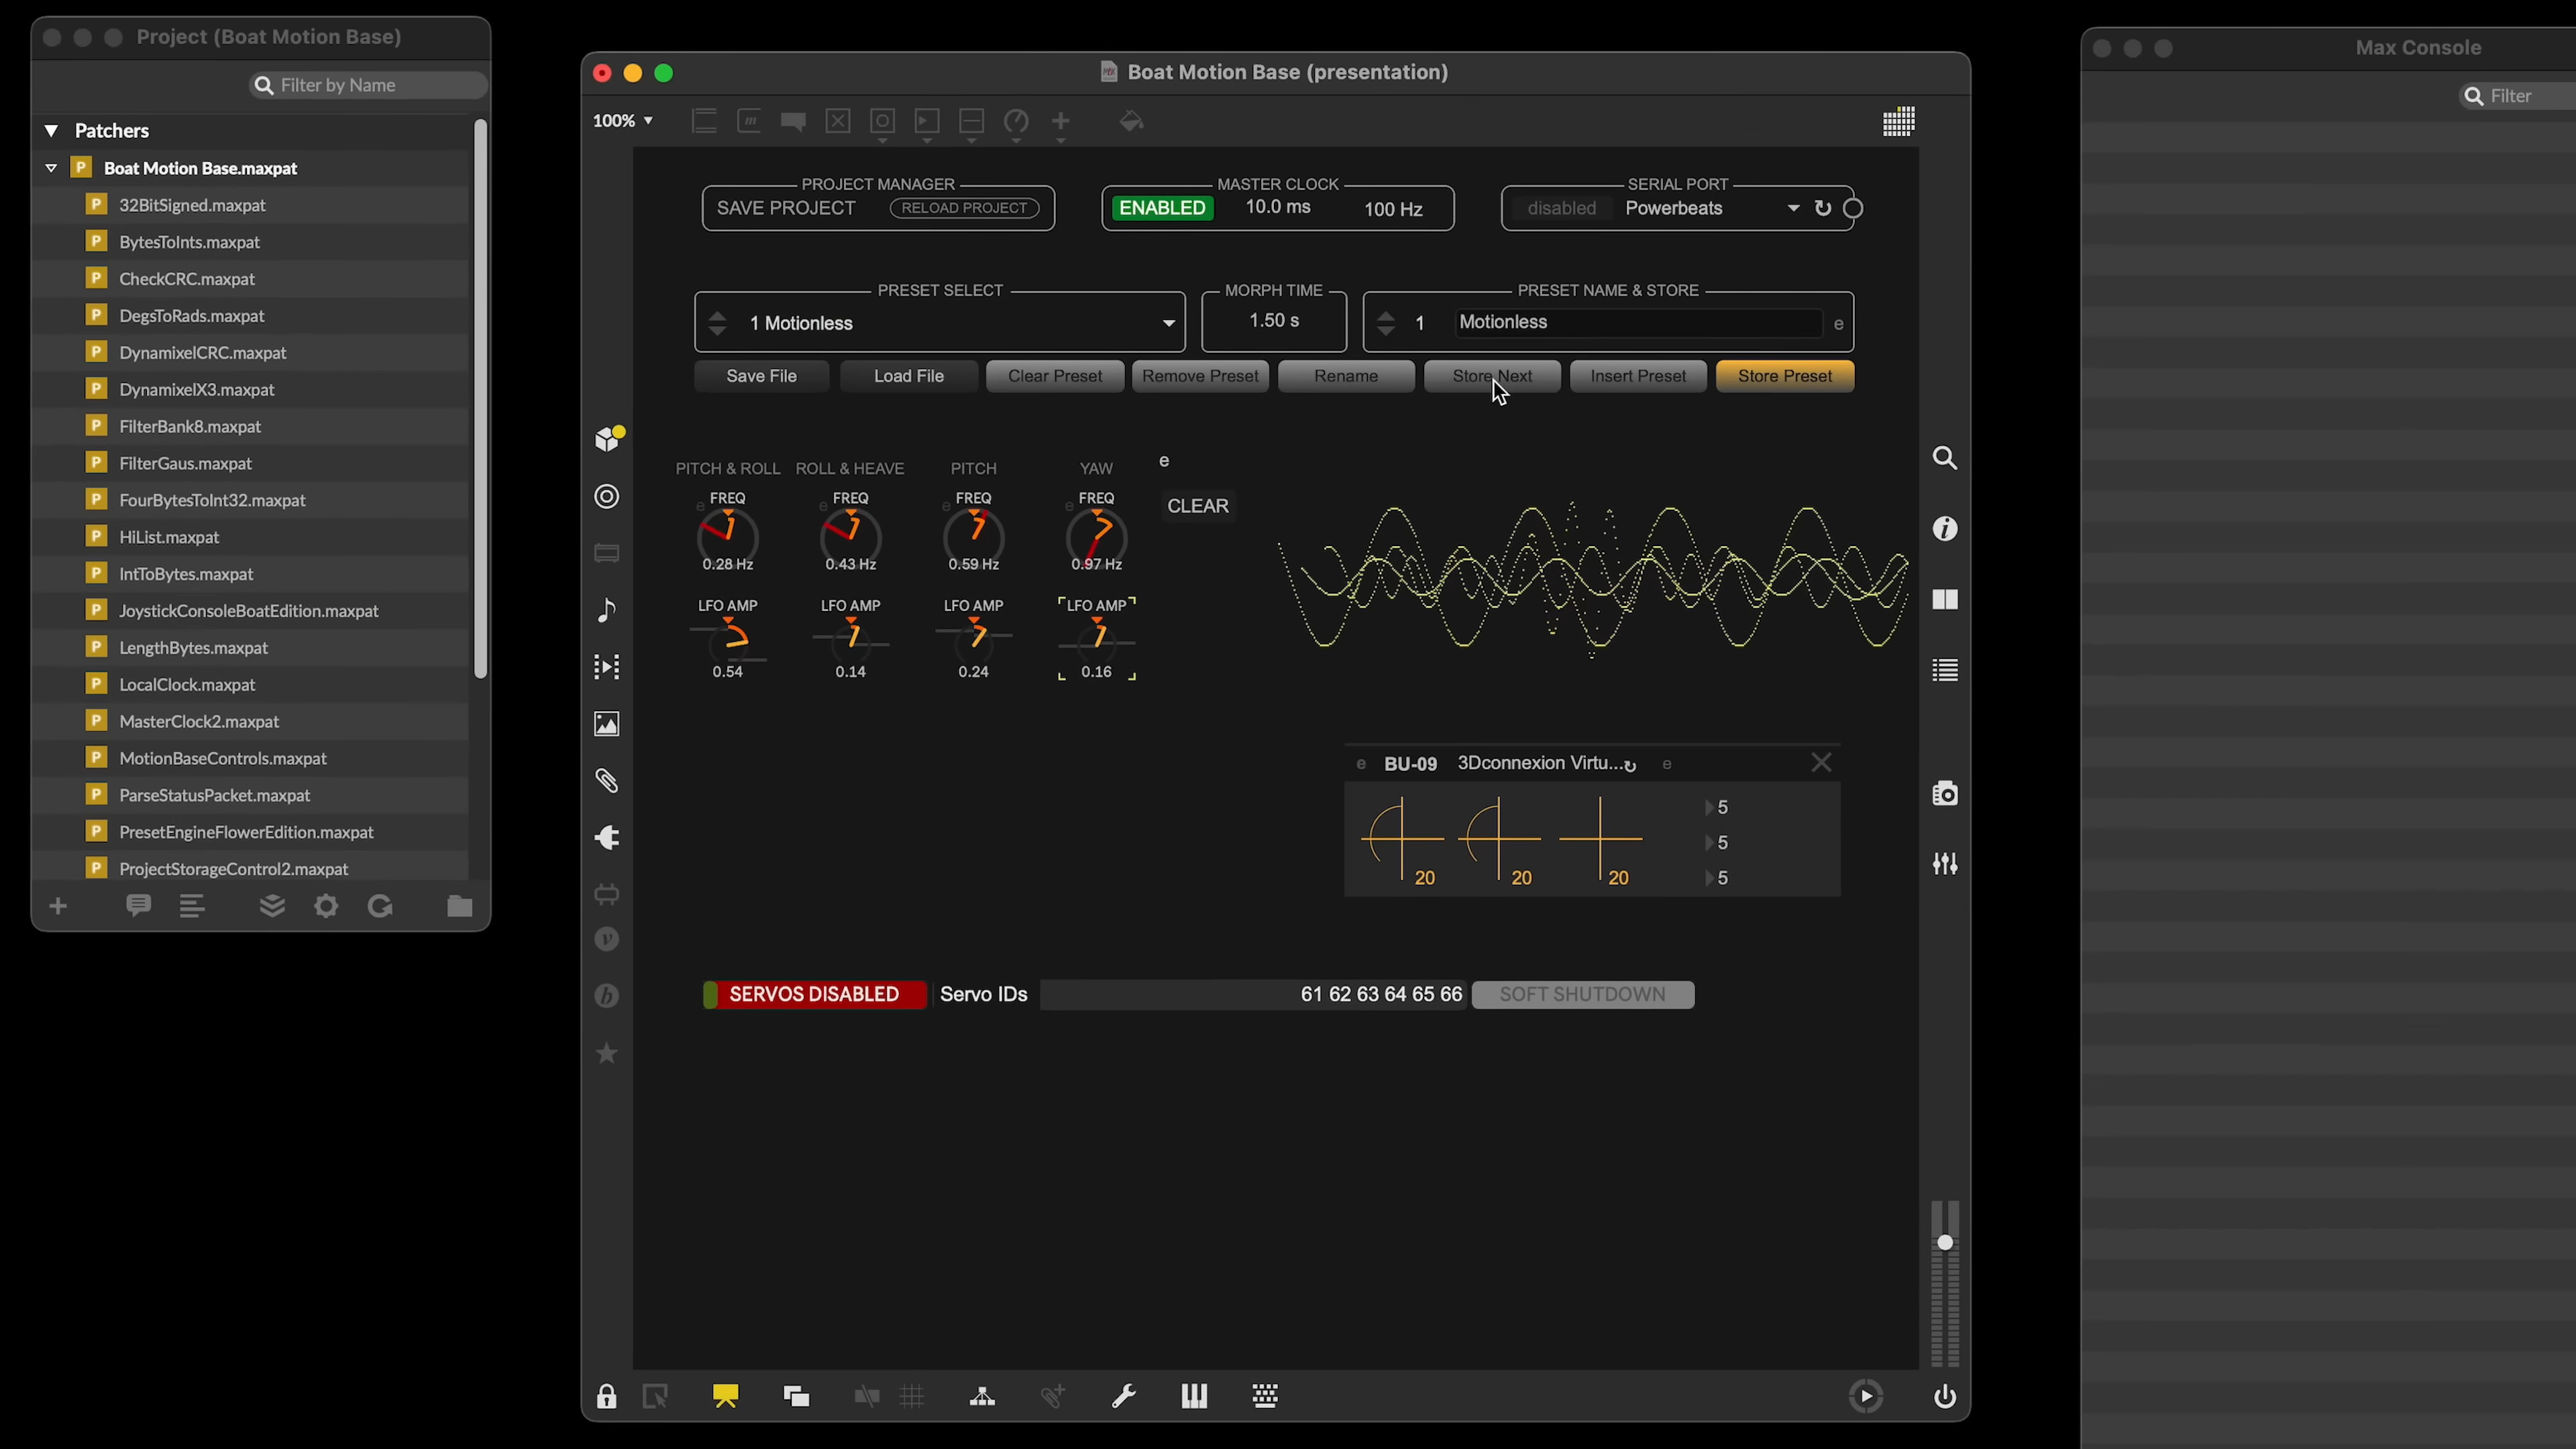 Project (Boat Motion Base)
Filter by Name
Patchers
Boat Motion Base.maxpat
32BitSigned.maxpat
BytesToInts.maxpat
CheckCRC.maxpat
DegsToRads.maxpat
DynamixelCRC.maxpat
DynamixelX3.maxpat
FilterBank8.maxpat
FilterGaus.maxpat
FourBytesToInt32.maxpat
HiList.maxpat
IntToBytes.maxpat
JoystickConsoleBoatEdition.maxpat
LengthBytes.maxpat
LocalClock.maxpat
MasterClock2.maxpat
MotionBaseControls.maxpat
ParseStatusPacket.maxpat
PresetEngineFlowerEdition.maxpat
ProjectStorageControl2.maxpat
Boat Motion Base (presentation)
100%
PROJECT MANAGER MASTER CLOCK SERIAL PORT
SAVE PROJECT RELOAD PROJECT ENABLED 10.0 ms 100 Hz disabled Powerbeats
PRESET SELECT MORPH TIME PRESET NAME & STORE
1 Motionless 1.50 s 1 Motionless e
Save File Load File Clear Preset Remove Preset Rename Store Next Insert Preset Store Preset
PITCH & ROLL ROLL & HEAVE PITCH YAW e
e FREQ e FREQ e FREQ e FREQ CLEAR
0.28 Hz 0.43 Hz 0.59 Hz 0.97 Hz
LFO AMP LFO AMP LFO AMP LFO AMP
0.54 0.14 0.24 0.16
e BU-09 3Dconnexion Virtu... e
5
5
20 20 20 5
SERVOS DISABLED Servo IDs 61 62 63 64 65 66 SOFT SHUTDOWN
Max Console
Filter